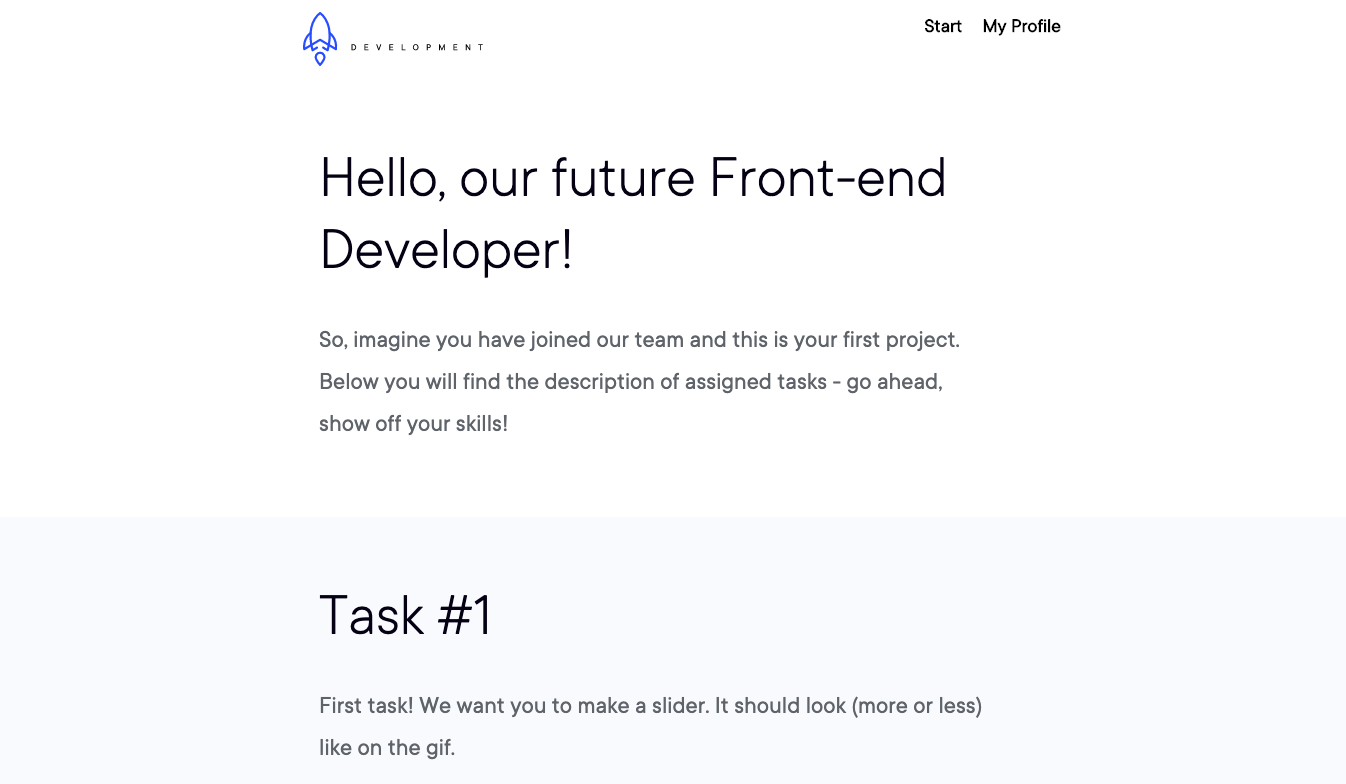 DEVELOPMENT
Start
My Profile
Hello, our future Front-end
Developer!
So, imagine you have joined our team and this is your first project.
Below you will find the description of assigned tasks - go ahead,
show off your skills!
Task #1
First task! We want you to make a slider. It should look (more or less)
like on the gif.